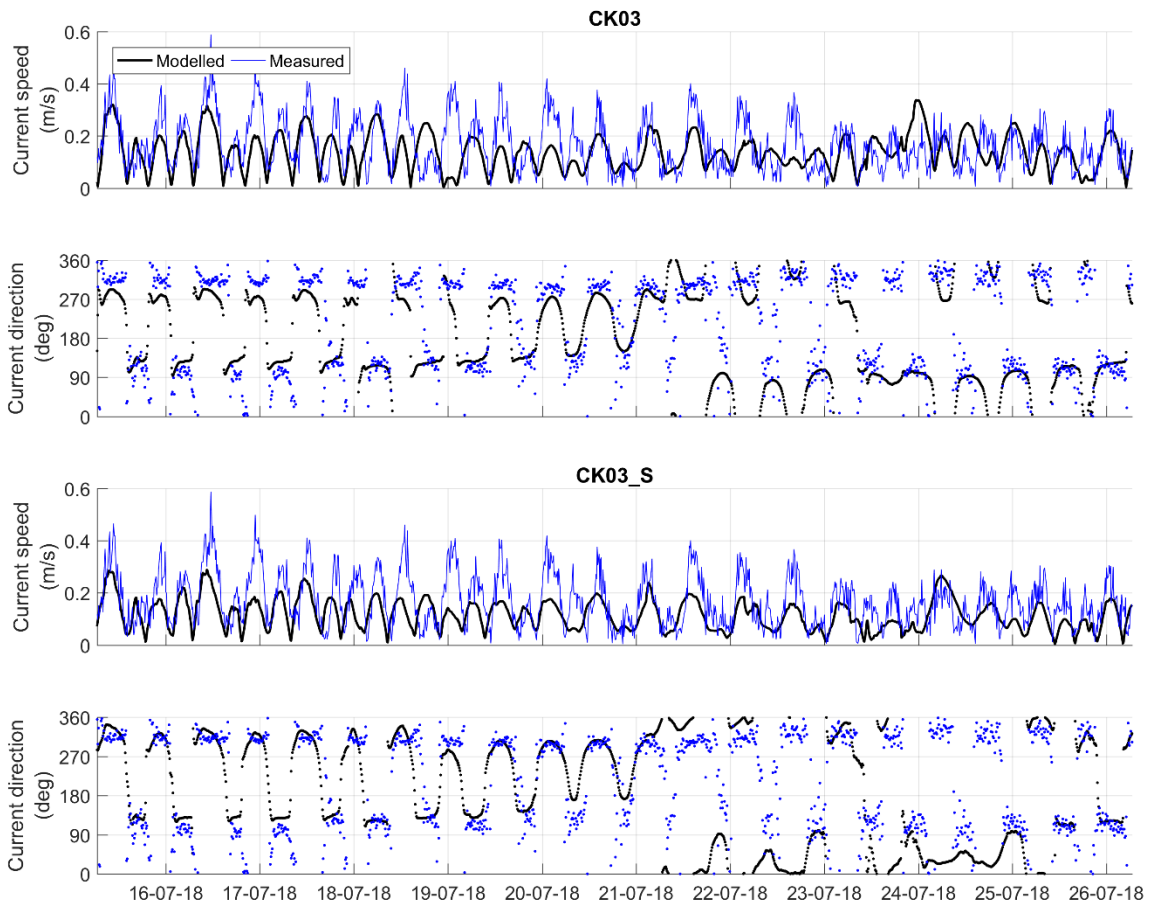 CK03
Current speed
(m/s)
0.6
0.4
0.2
0
Modelled
Measured
Current direction
(deg)
360
270
180
90
0
CK03_S
Current speed
(m/s)
0.6
0.4
0.2
0
Current direction
(deg)
360
270
180
90
0
16-07-18 17-07-18 18-07-18 19-07-18 20-07-18 21-07-18 22-07-18 23-07-18 24-07-18 25-07-18 26-07-18